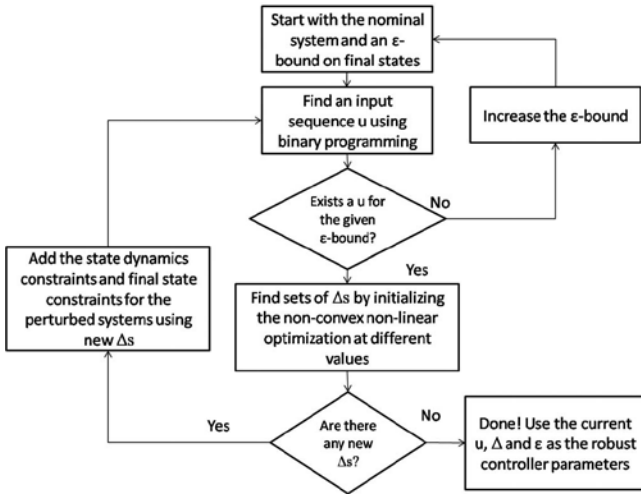 Start with the nominal
system and an ε-
bound on final states
Find an input
sequence u using
binary programming
Increase the ε-bound
Exists a u for
the given
ε-bound?
No
Yes
Add the state dynamics
constraints and final state
constraints for the
perturbed systems using
new Δs
Find sets of Δs by initializing
the non-convex non-linear
optimization at different
values
Are there
any new
Δs?
Yes
No
Done! Use the current
u, Δ and ε as the robust
controller parameters